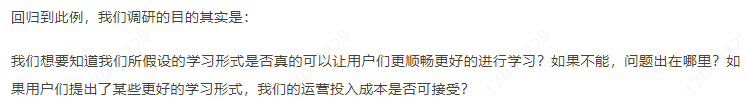 回归到此例，我们调研的目的其实是：
我们想要知道我们所假设的学习形式是否真的可以让用户们更顺畅更好的进行学习？如果不能，问题出在哪里？如
果用户们提出了某些更好的学习形式，我们的运营投入成本是否可接受？